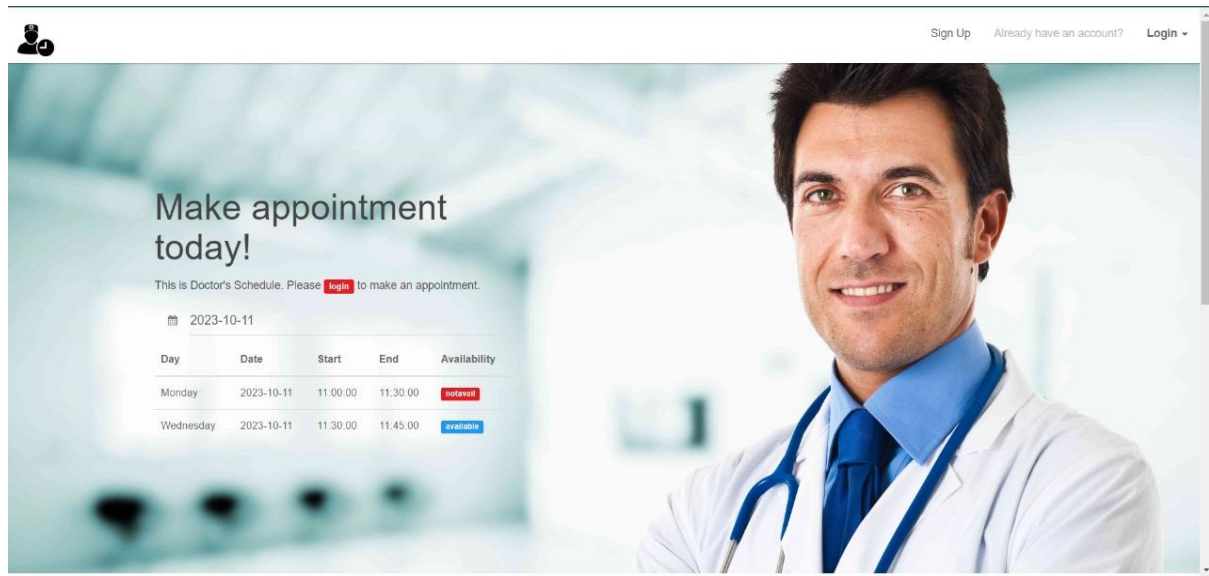 Sign Up Already have an account? Login
Make appointment
today!
This is Doctor's Schedule. Please login to make an appointment.
2023-10-11
Day Date Start End Availability
Monday 2023-10-11 11:00:00 11:30:00 notavail
Wednesday 2023-10-11 11:30:00 11:45:00 available